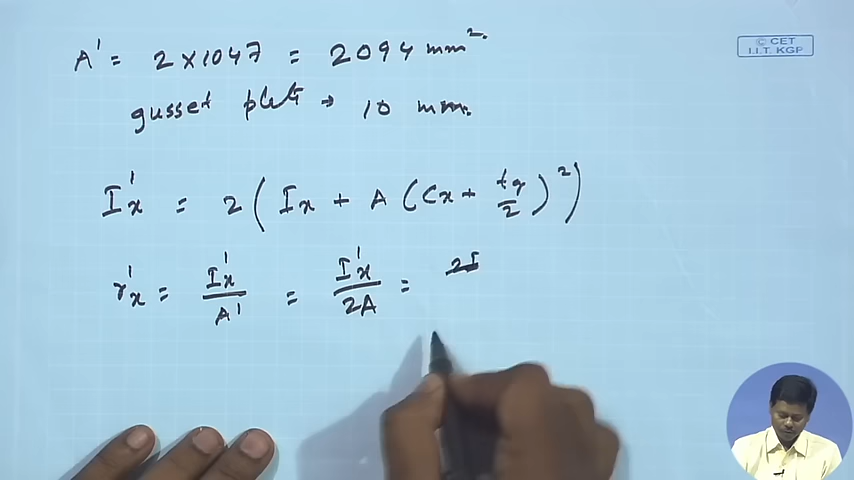 A' = 2 x 1047 = 2094 mm².
© CET
I.I.T. KGP
gusset plate → 10 mm.
I'x = 2 ( Ix + A ( Cx + tg/2 )² )
r'x = I'x/A' = I'x/2A =